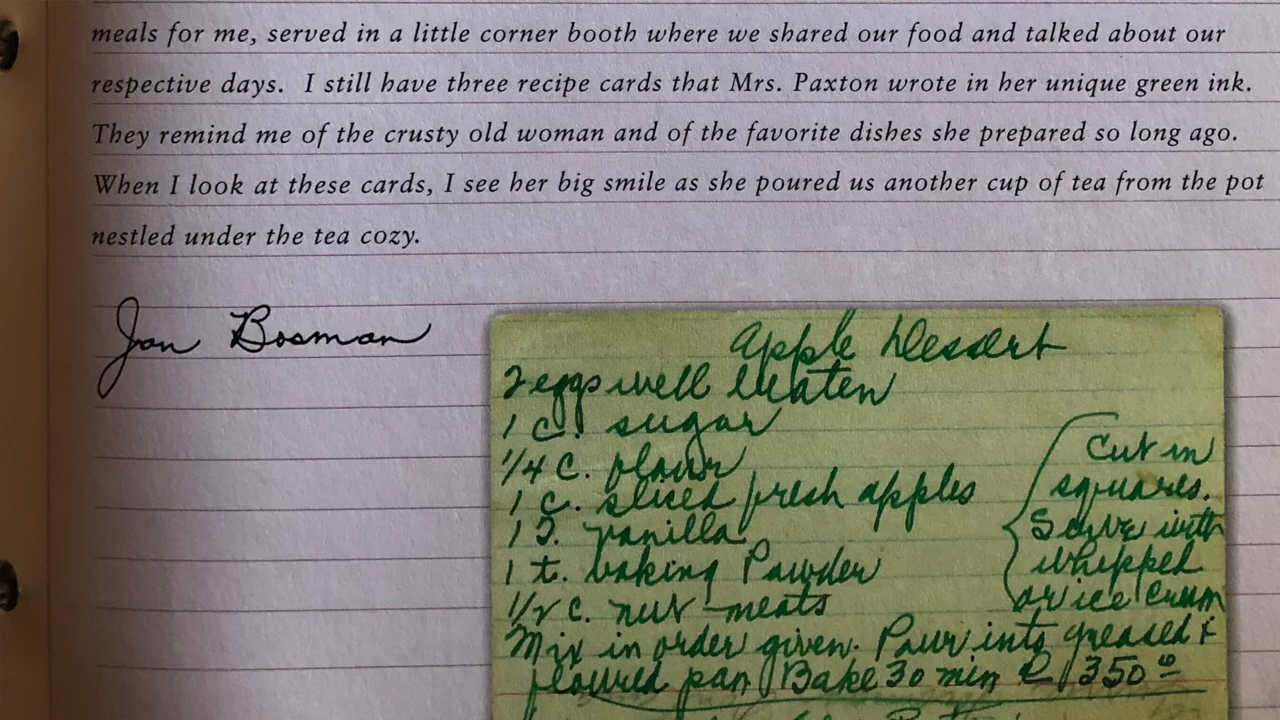 meals for me, served in a little corner booth where we shared our food and talked about our
respective days.  I still have three recipe cards that Mrs. Paxton wrote in her unique green ink.
They remind me of the crusty old woman and of the favorite dishes she prepared so long ago.
When I look at these cards, I see her big smile as she poured us another cup of tea from the pot
nestled under the tea cozy.
Jan Bosman
Apple Dessert
2 eggs well beaten
1 c. sugar
1/4 c. flour
1 c. sliced fresh apples
1 T. vanilla
1 t. baking Powder
1/2 c. nut-meats
Cut in
squares.
Serve with
whipped
or ice cream
Mix in order given. Pour into greased &
floured pan Bake 30 min @ 350°